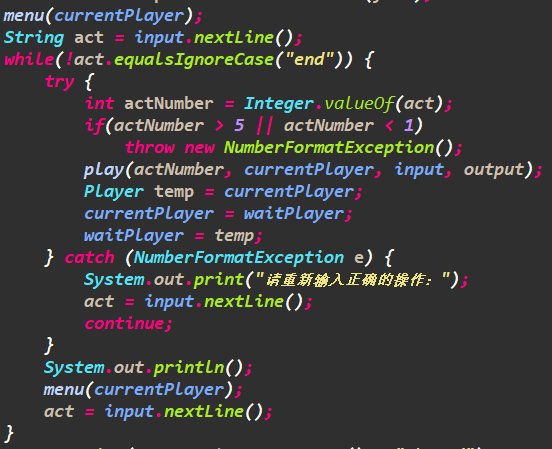 menu(currentPlayer);
String act = input.nextLine();
while(!act.equalsIgnoreCase("end")) {
    try {
        int actNumber = Integer.valueOf(act);
        if(actNumber > 5 || actNumber < 1)
            throw new NumberFormatException();
        play(actNumber, currentPlayer, input, output);
        Player temp = currentPlayer;
        currentPlayer = waitPlayer;
        waitPlayer = temp;
    } catch (NumberFormatException e) {
        System.out.print("请重新输入正确的操作：");
        act = input.nextLine();
        continue;
    }
    System.out.println();
    menu(currentPlayer);
    act = input.nextLine();
}